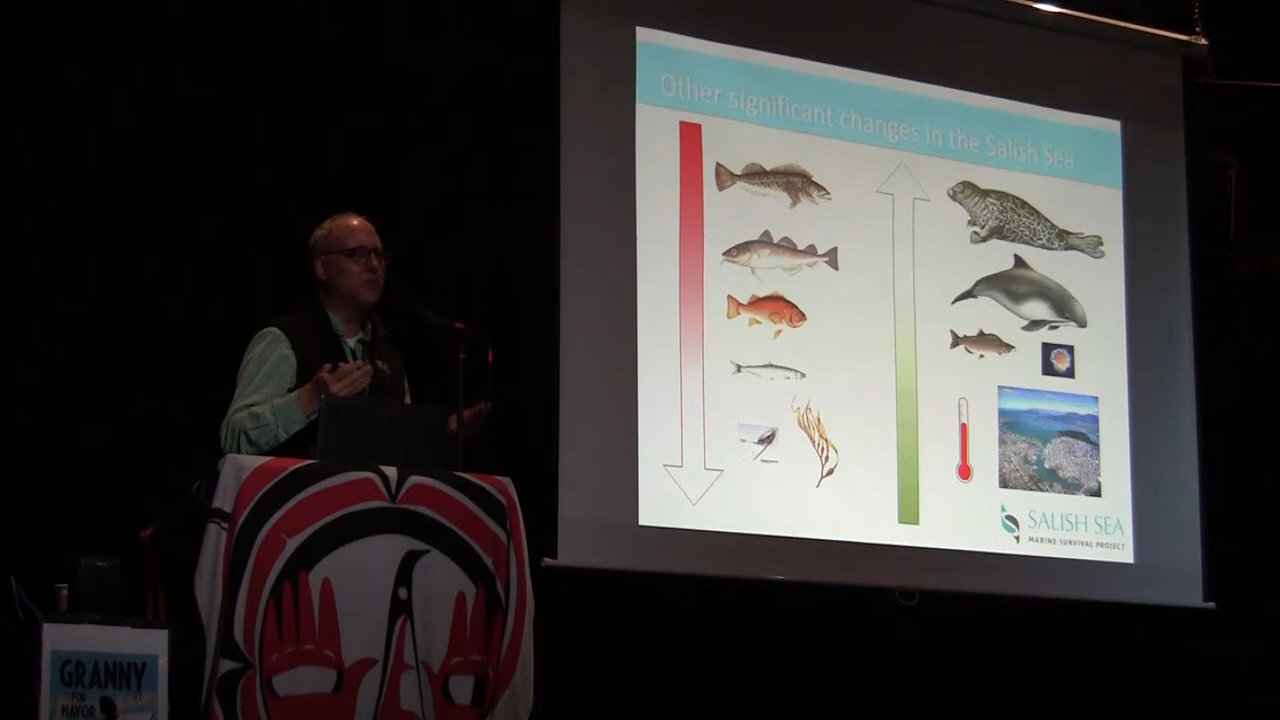 Other significant changes in the Salish Sea
SALISH SEA
MARINE SURVIVAL PROJECT
GRANNY
FOR
MAYOR